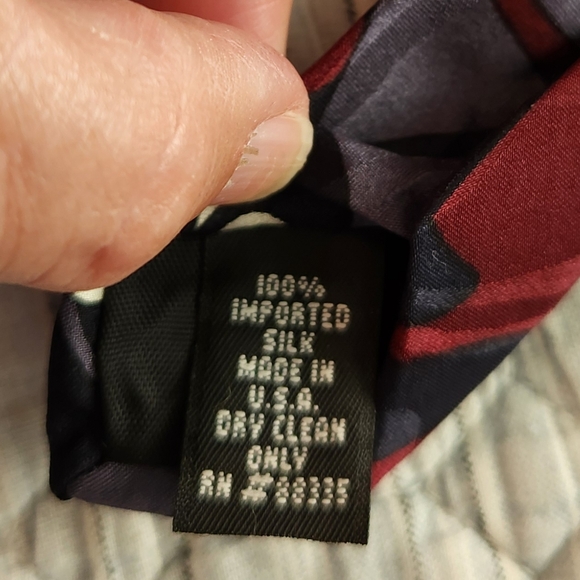 100%
IMPORTED
SILK
MADE IN
U.S.A.
DRY CLEAN
ONLY
RN #